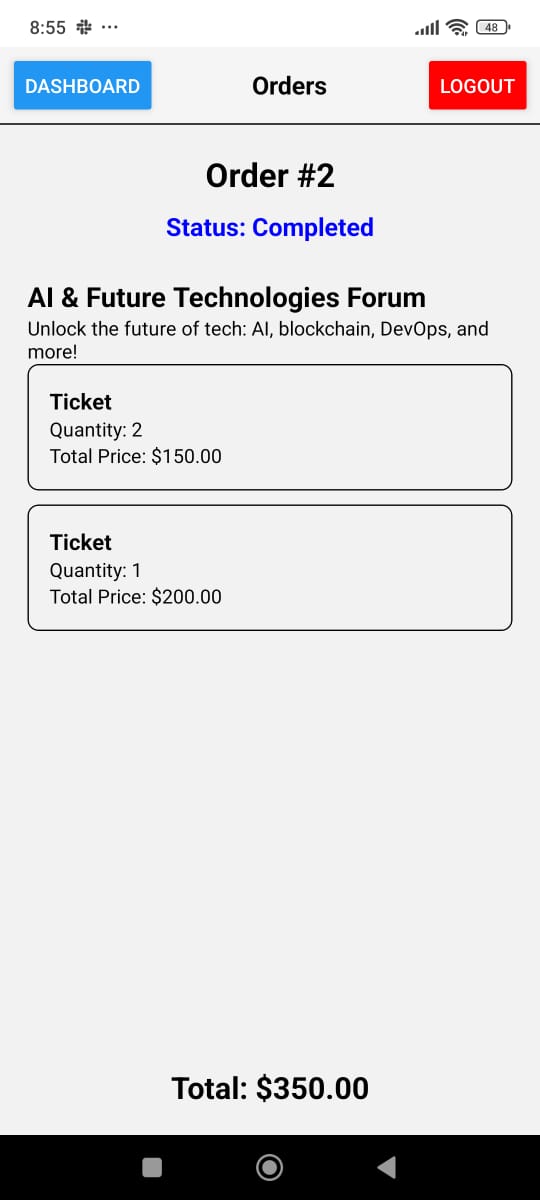 8:55
48
DASHBOARD
Orders
LOGOUT
Order #2
Status: Completed
AI & Future Technologies Forum
Unlock the future of tech: AI, blockchain, DevOps, and
more!
Ticket
Quantity: 2
Total Price: $150.00
Ticket
Quantity: 1
Total Price: $200.00
Total: $350.00